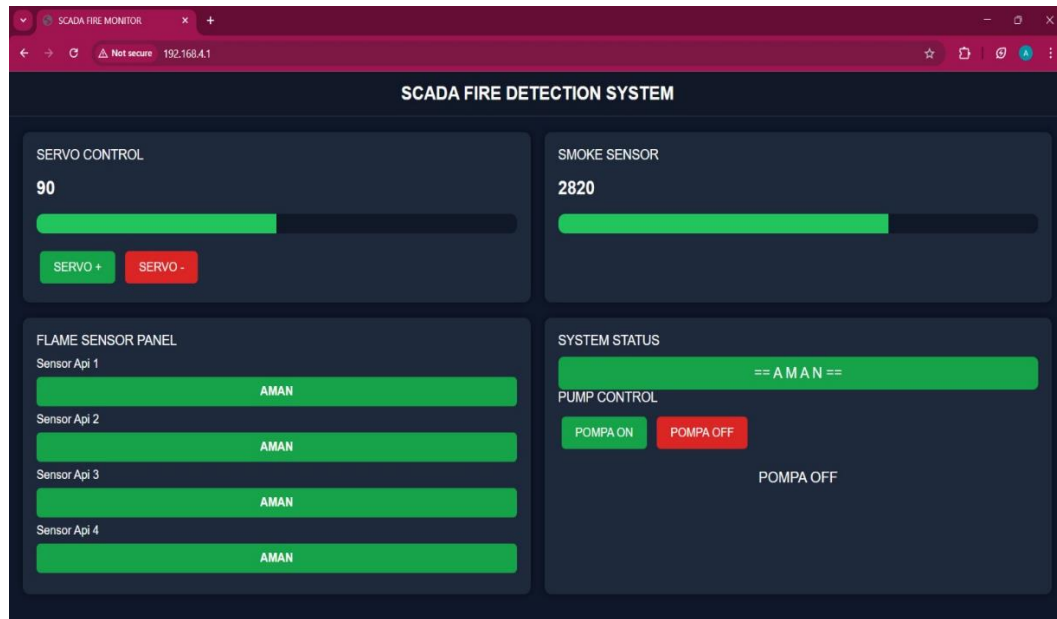 SCADA FIRE MONITOR
Not secure 192.168.4.1
A
SCADA FIRE DETECTION SYSTEM
SERVO CONTROL
90
SERVO +
SERVO -
SMOKE SENSOR
2820
FLAME SENSOR PANEL
Sensor Api 1
AMAN
Sensor Api 2
AMAN
Sensor Api 3
AMAN
Sensor Api 4
AMAN
SYSTEM STATUS
== A M A N ==
PUMP CONTROL
POMPA ON
POMPA OFF
POMPA OFF